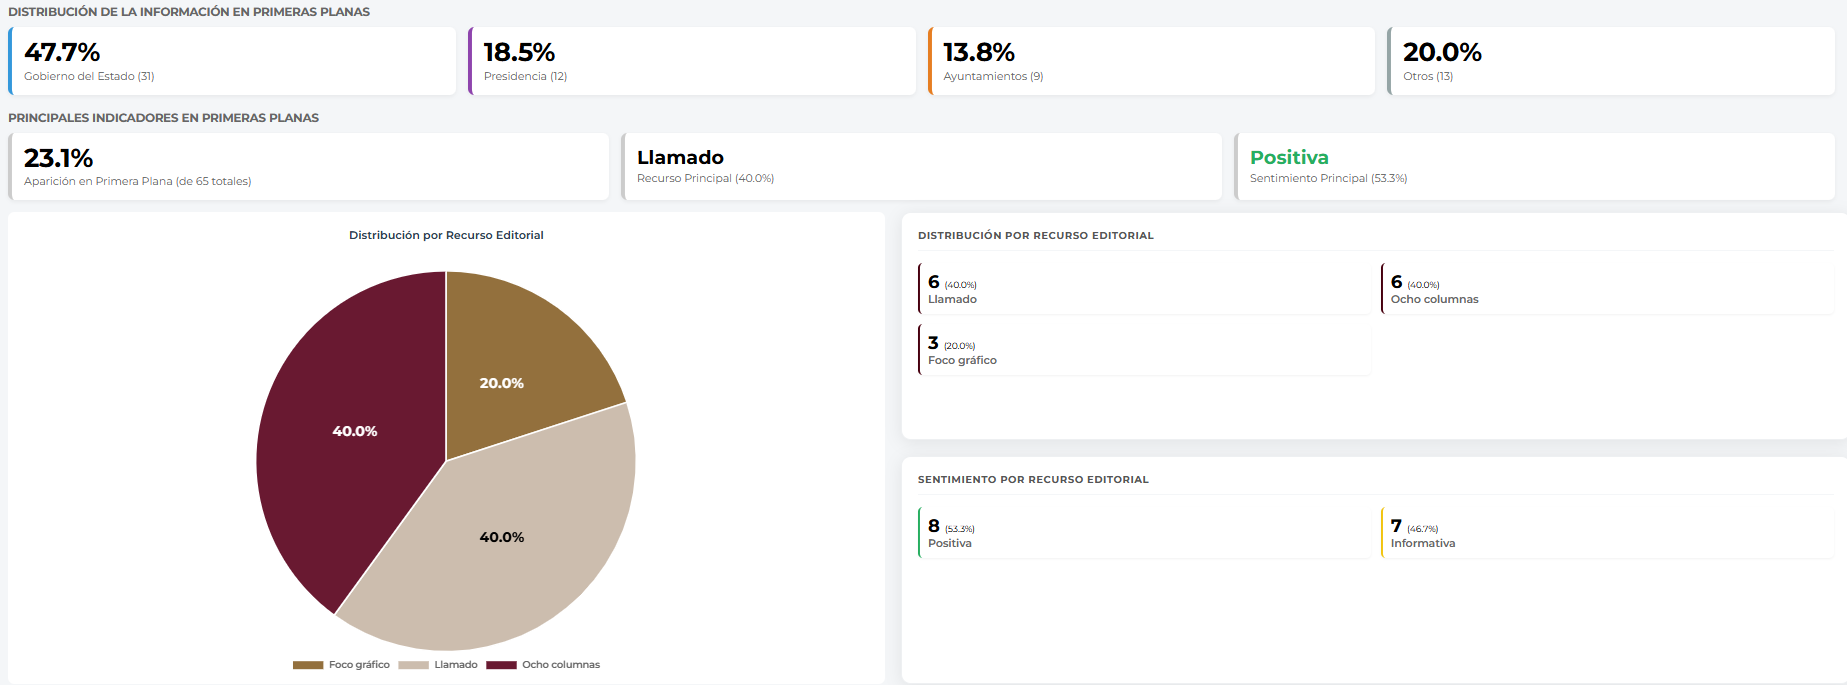 DISTRIBUCIÓN DE LA INFORMACIÓN EN PRIMERAS PLANAS
47.7%
Gobierno del Estado (31)
18.5%
Presidencia (12)
13.8%
Ayuntamientos (9)
20.0%
Otros (13)
PRINCIPALES INDICADORES EN PRIMERAS PLANAS
23.1%
Aparición en Primera Plana (de 65 totales)
Llamado
Recurso Principal (40.0%)
Positiva
Sentimiento Principal (53.3%)
Distribución por Recurso Editorial
20.0%
40.0%
40.0%
Foco gráfico
Llamado
Ocho columnas
DISTRIBUCIÓN POR RECURSO EDITORIAL
6 (40.0%)
Llamado
6 (40.0%)
Ocho columnas
3 (20.0%)
Foco gráfico
SENTIMIENTO POR RECURSO EDITORIAL
8 (53.3%)
Positiva
7 (46.7%)
Informativa